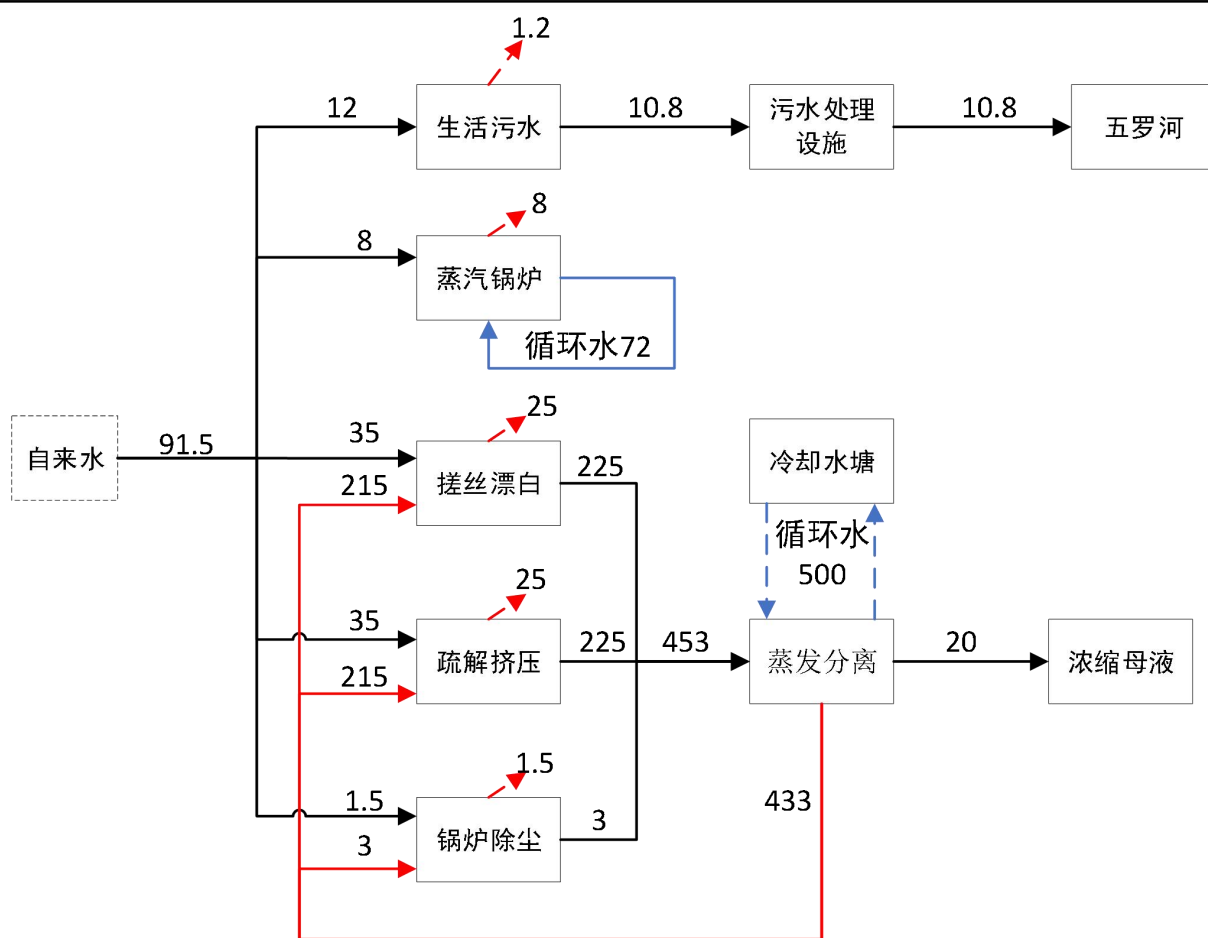 1.2
12
生活污水
10.8
污水处理
设施
10.8
五罗河
8
8
蒸汽锅炉
循环水72
自来水
91.5
25
35
215
搓丝漂白
225
冷却水塘
循环水
500
25
35
215
疏解挤压
225
453
蒸发分离
20
浓缩母液
1.5
1.5
3
锅炉除尘
3
433